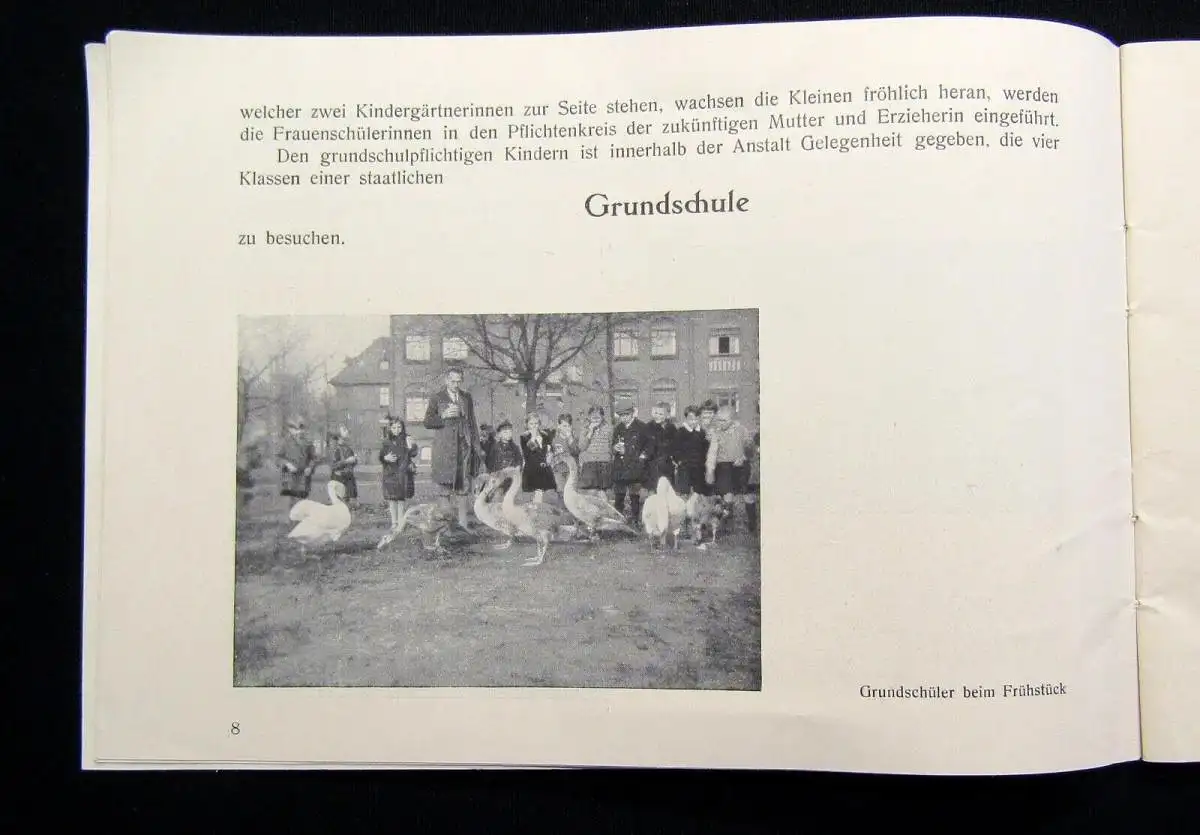 welcher zwei Kindergärtnerinnen zur Seite stehen, wachsen die Kleinen fröhlich heran, werden
die Frauenschülerinnen in den Pflichtenkreis der zukünftigen Mutter und Erzieherin eingeführt.
Den grundschulpflichtigen Kindern ist innerhalb der Anstalt Gelegenheit gegeben, die vier
Klassen einer staatlichen
Grundschule
zu besuchen.
Grundschüler beim Frühstück
8